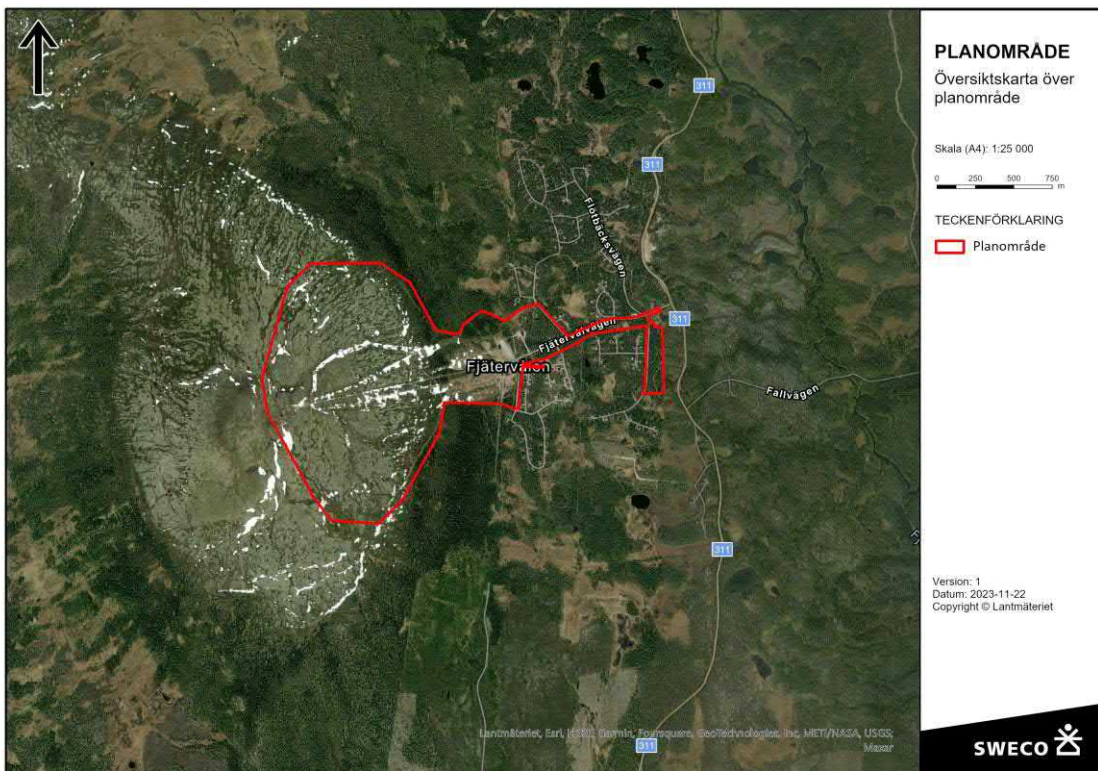 PLANOMRÅDE
Översiktskarta över
planområde
Skala (A4): 1:25 000
0 250 500 750
m
TECKENFÖRKLARING
Planområde
311
311
Flötbäcksvägen
311
Fjätervålvägen
Fjätervålen
Fallvägen
311
311
Version: 1
Datum: 2023-11-22
Copyright © Lantmäteriet
Lantmäteriet, Esri, HERE, Garmin, Foursquare, GeoTechnologies, Inc, METI/NASA, USGS;
Maxar
SWECO